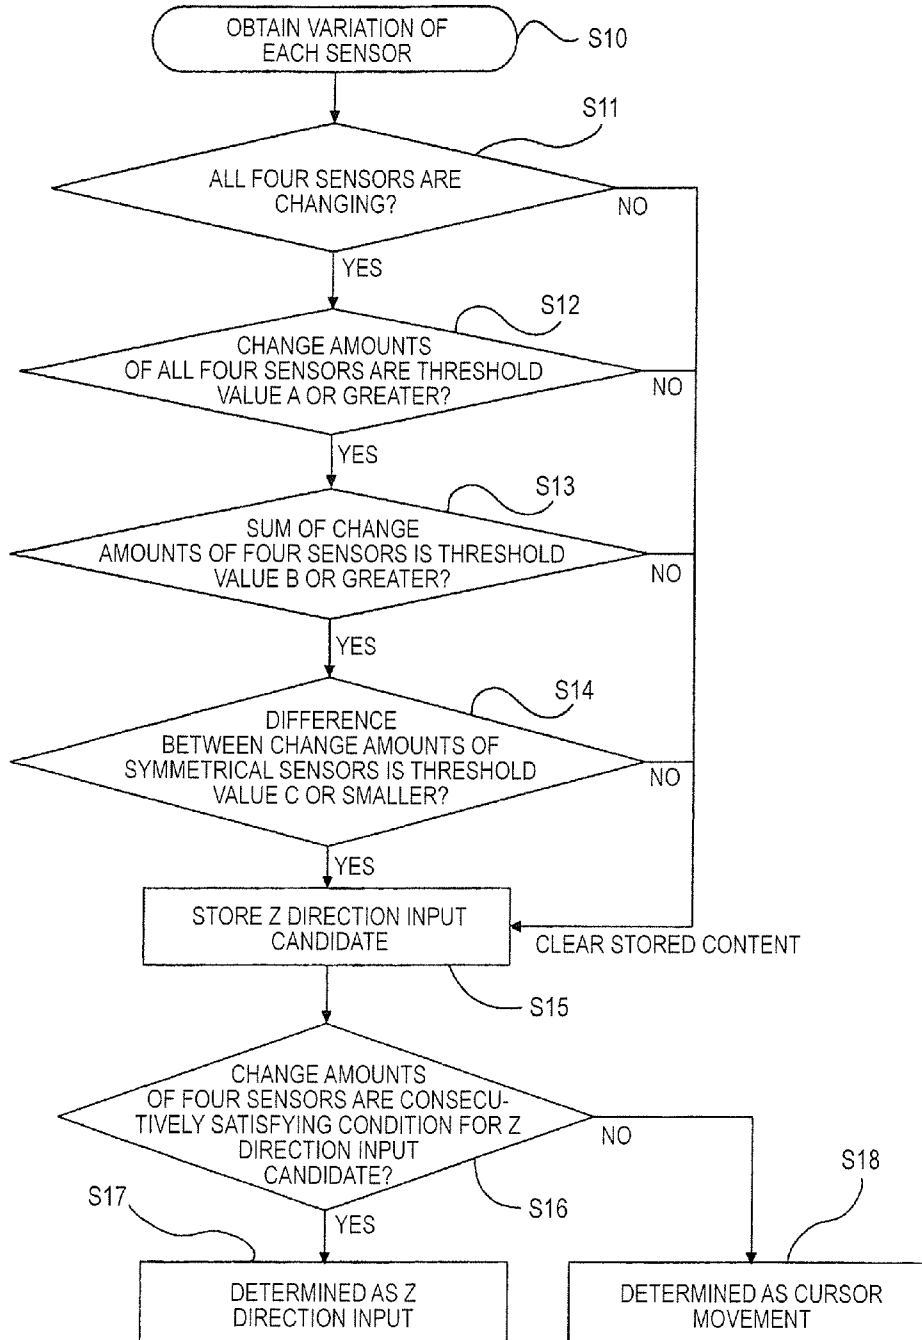 OBTAIN VARIATION OF
EACH SENSOR
S10
S11
ALL FOUR SENSORS ARE
CHANGING?
NO
YES
S12
CHANGE AMOUNTS
OF ALL FOUR SENSORS ARE THRESHOLD
VALUE A OR GREATER?
NO
YES
S13
SUM OF CHANGE
AMOUNTS OF FOUR SENSORS IS THRESHOLD
VALUE B OR GREATER?
NO
YES
S14
DIFFERENCE
BETWEEN CHANGE AMOUNTS OF
SYMMETRICAL SENSORS IS THRESHOLD
VALUE C OR SMALLER?
NO
YES
STORE Z DIRECTION INPUT
CANDIDATE
CLEAR STORED CONTENT
S15
CHANGE AMOUNTS
OF FOUR SENSORS ARE CONSECU-
TIVELY SATISFYING CONDITION FOR Z
DIRECTION INPUT
CANDIDATE?
NO
S16
YES
S17
S18
DETERMINED AS Z
DIRECTION INPUT
DETERMINED AS CURSOR
MOVEMENT